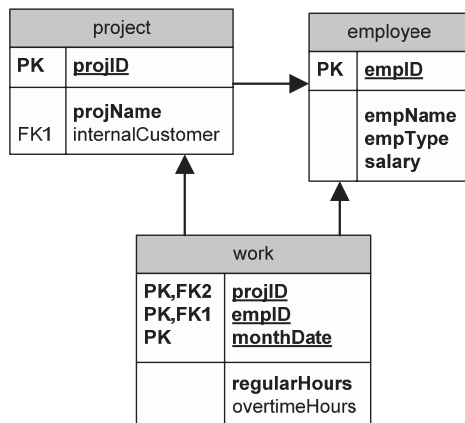 project
PK projID
projName
FK1 internalCustomer
employee
PK empID
empName
empType
salary
work
PK,FK2 projID
PK,FK1 empID
PK monthDate
regularHours
overtimeHours